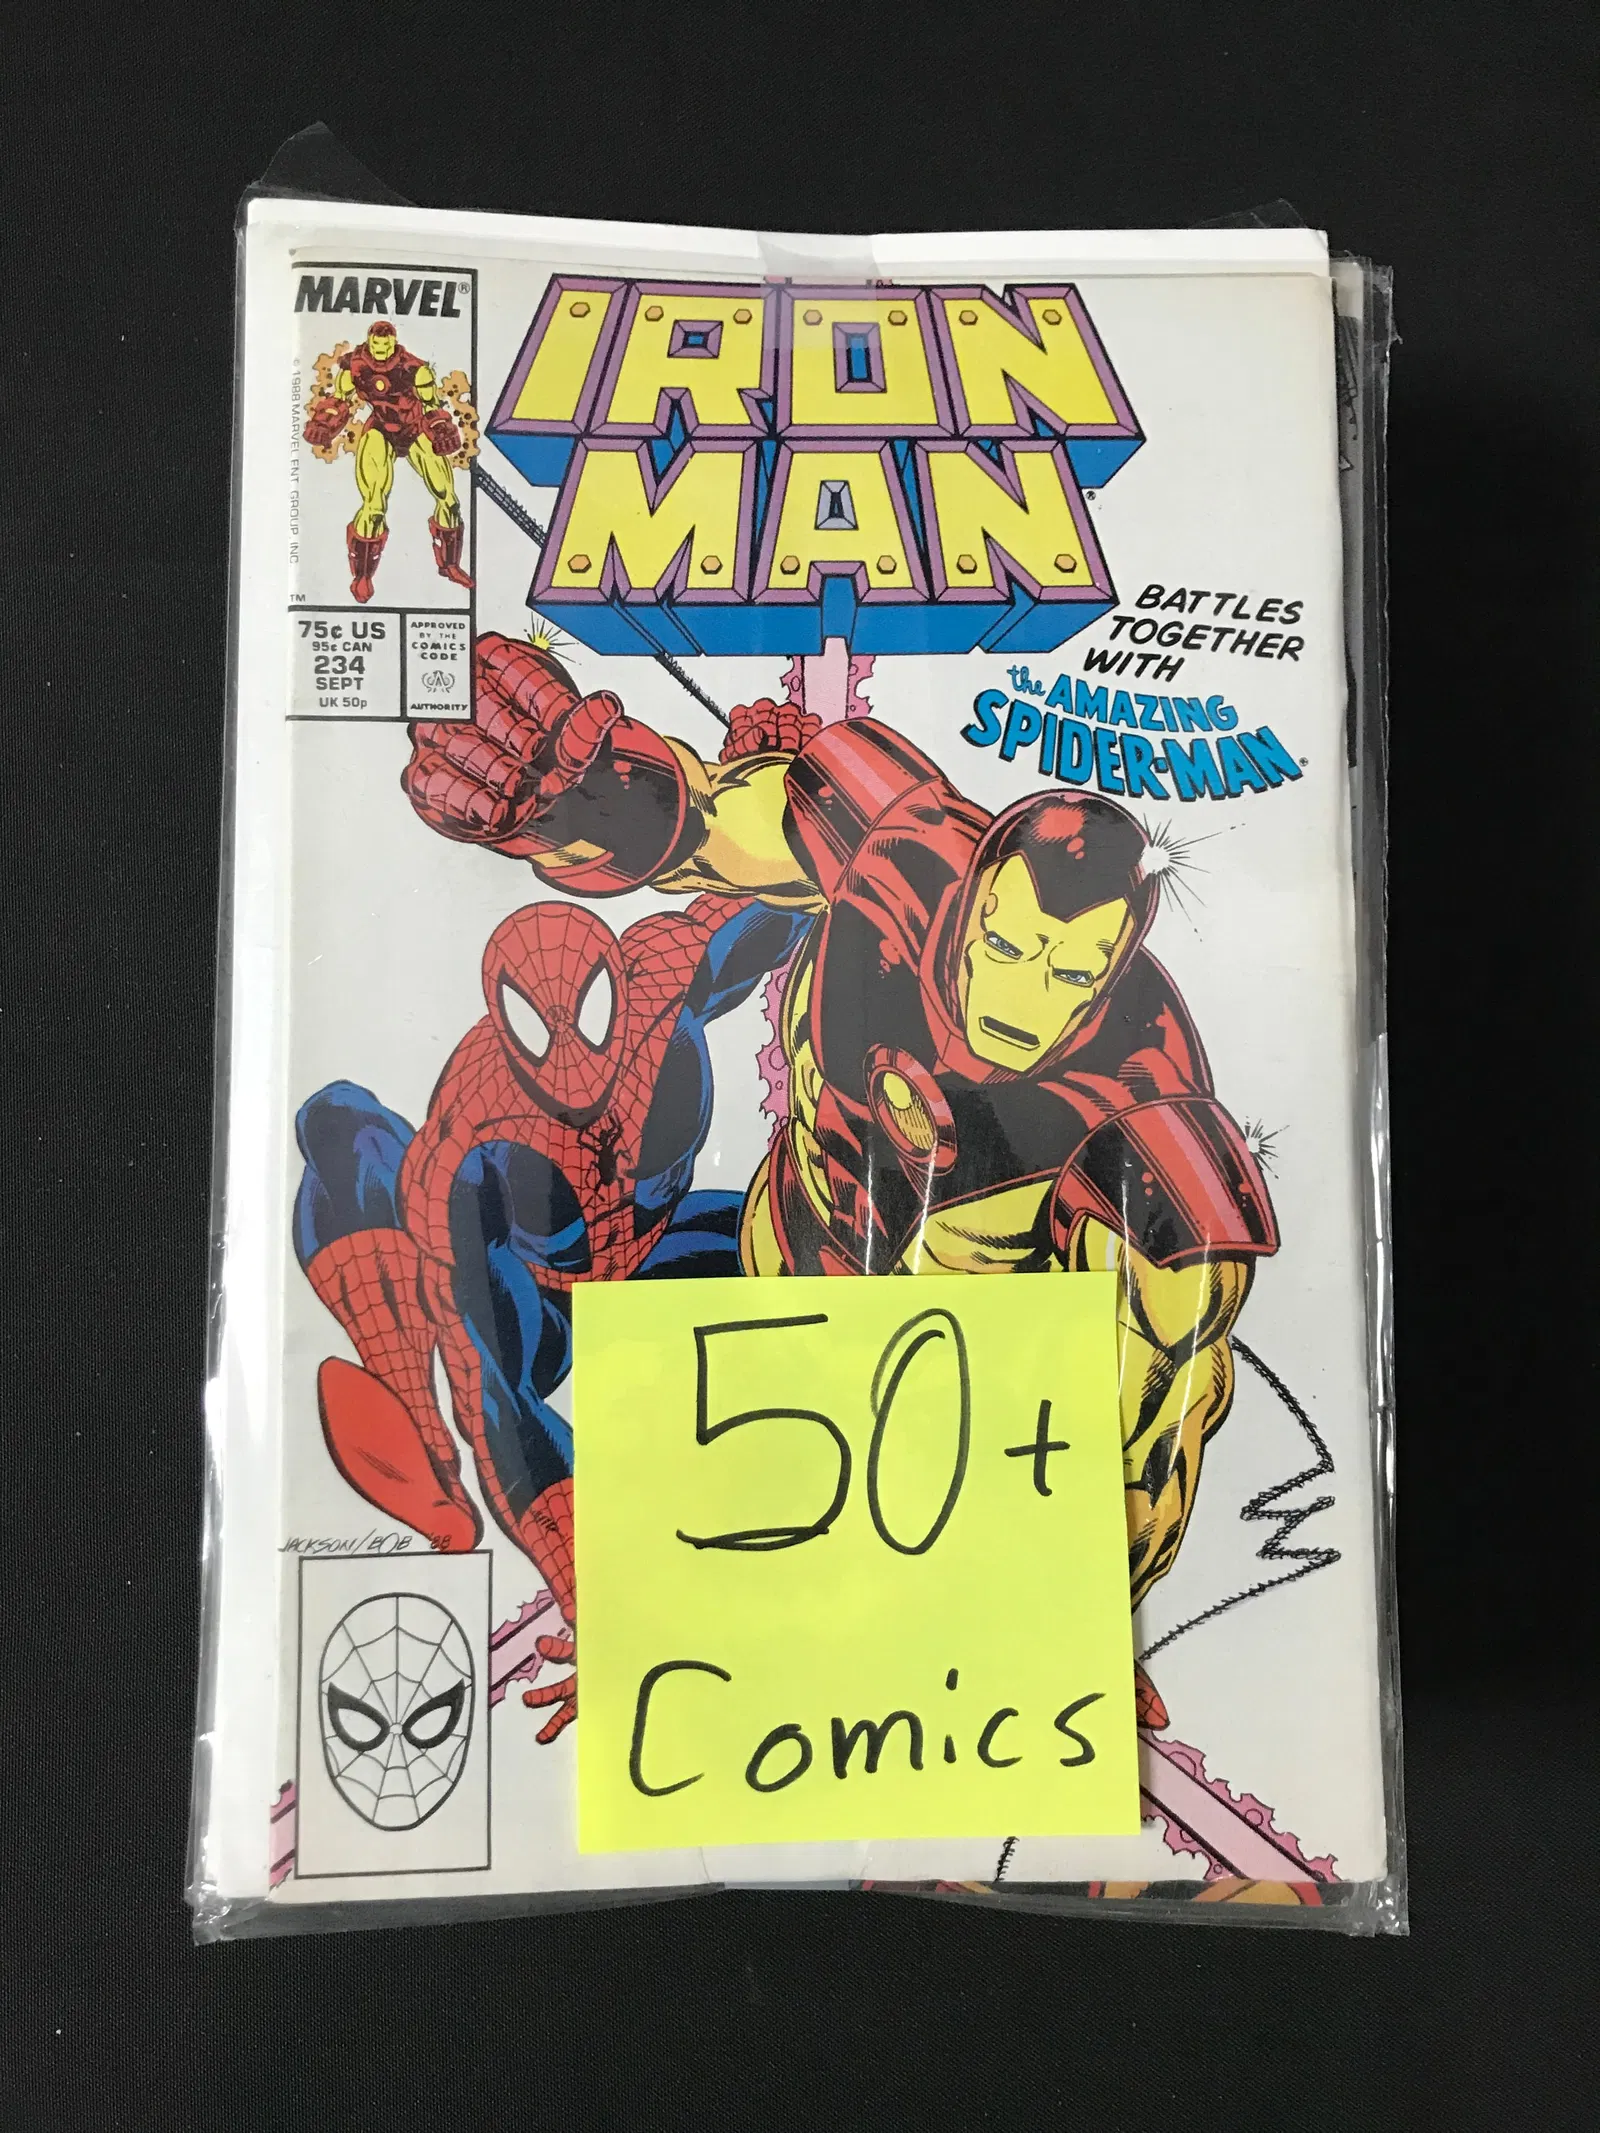 MARVEL®
© 1988 MARVEL ENT. GROUP, INC.
TM
75¢ US
95¢ CAN
234
SEPT
UK 50p
APPROVED
BY THE
COMICS
CODE
AUTHORITY
IRON
MAN®
BATTLES
TOGETHER
WITH
the AMAZING
SPIDER-MAN
JACKSON/BOB '88
50+
Comics